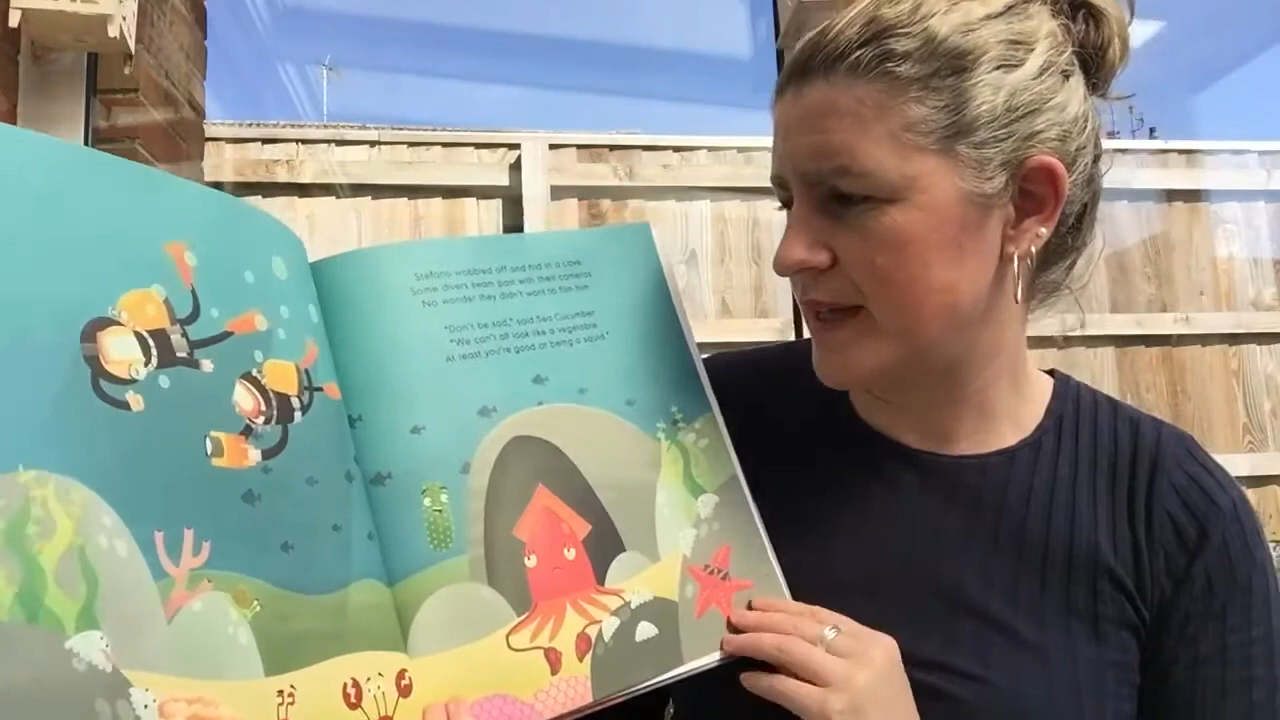 Stefano wobbled off and hid in a cave.
Some divers swam past with their cameras
No wonder they didn't want to film him
"Don't be sad," said Sea Cucumber
"We can't all look like a vegetable.
At least you're good at being a squid."